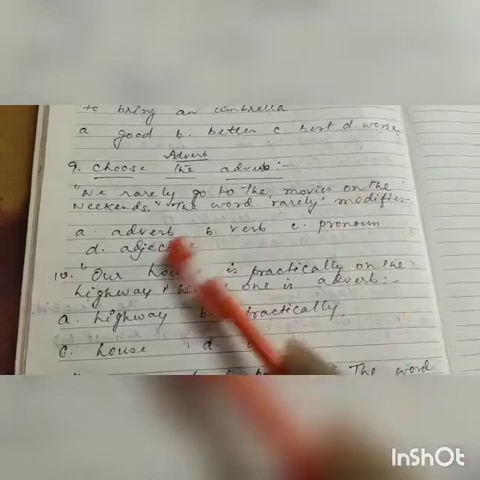 to bring an umbrella.
a good b. better c. best d. worse
Adverb
9. choose the adverb:-
"We rarely go to the movies on the
weekends." "The word rarely modifies-
a. adverb b. verb c. pronoun
d.
10. "Our is practically on the
highway" one is adverb:-
a. highway b. practically.
c. house d.
The word
InShOt